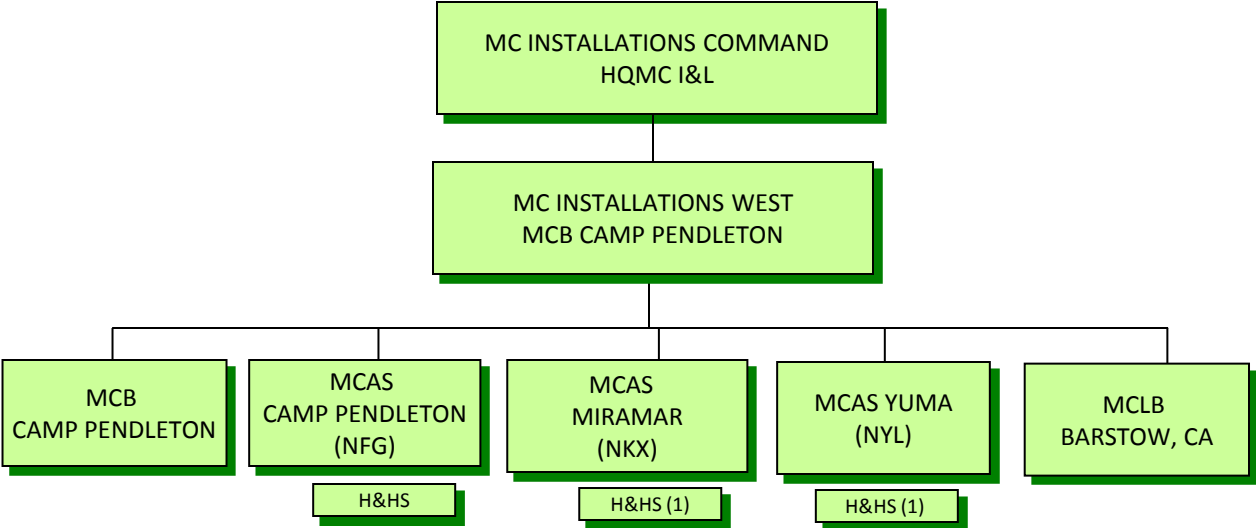 MC INSTALLATIONS COMMAND
HQMC I&L
MC INSTALLATIONS WEST
MCB CAMP PENDLETON
MCB
CAMP PENDLETON
MCAS
CAMP PENDLETON
(NFG)
MCAS
MIRAMAR
(NKX)
MCAS YUMA
(NYL)
MCLB
BARSTOW, CA
H&HS
H&HS (1)
H&HS (1)